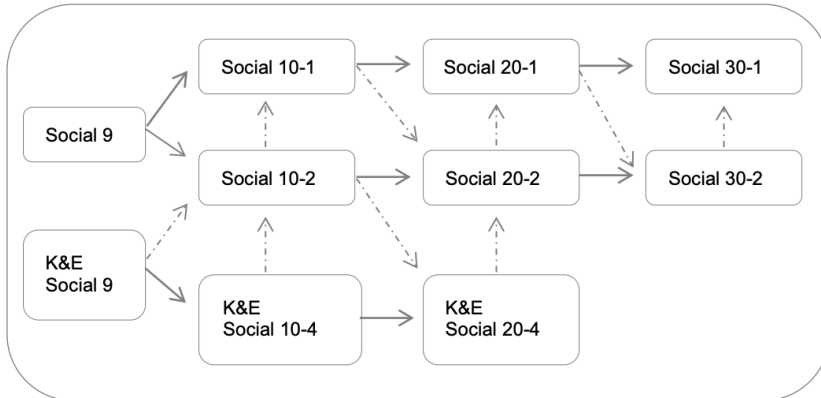 Social 10-1
Social 20-1
Social 30-1
Social 9
Social 10-2
Social 20-2
Social 30-2
K&E
Social 9
K&E
Social 10-4
K&E
Social 20-4